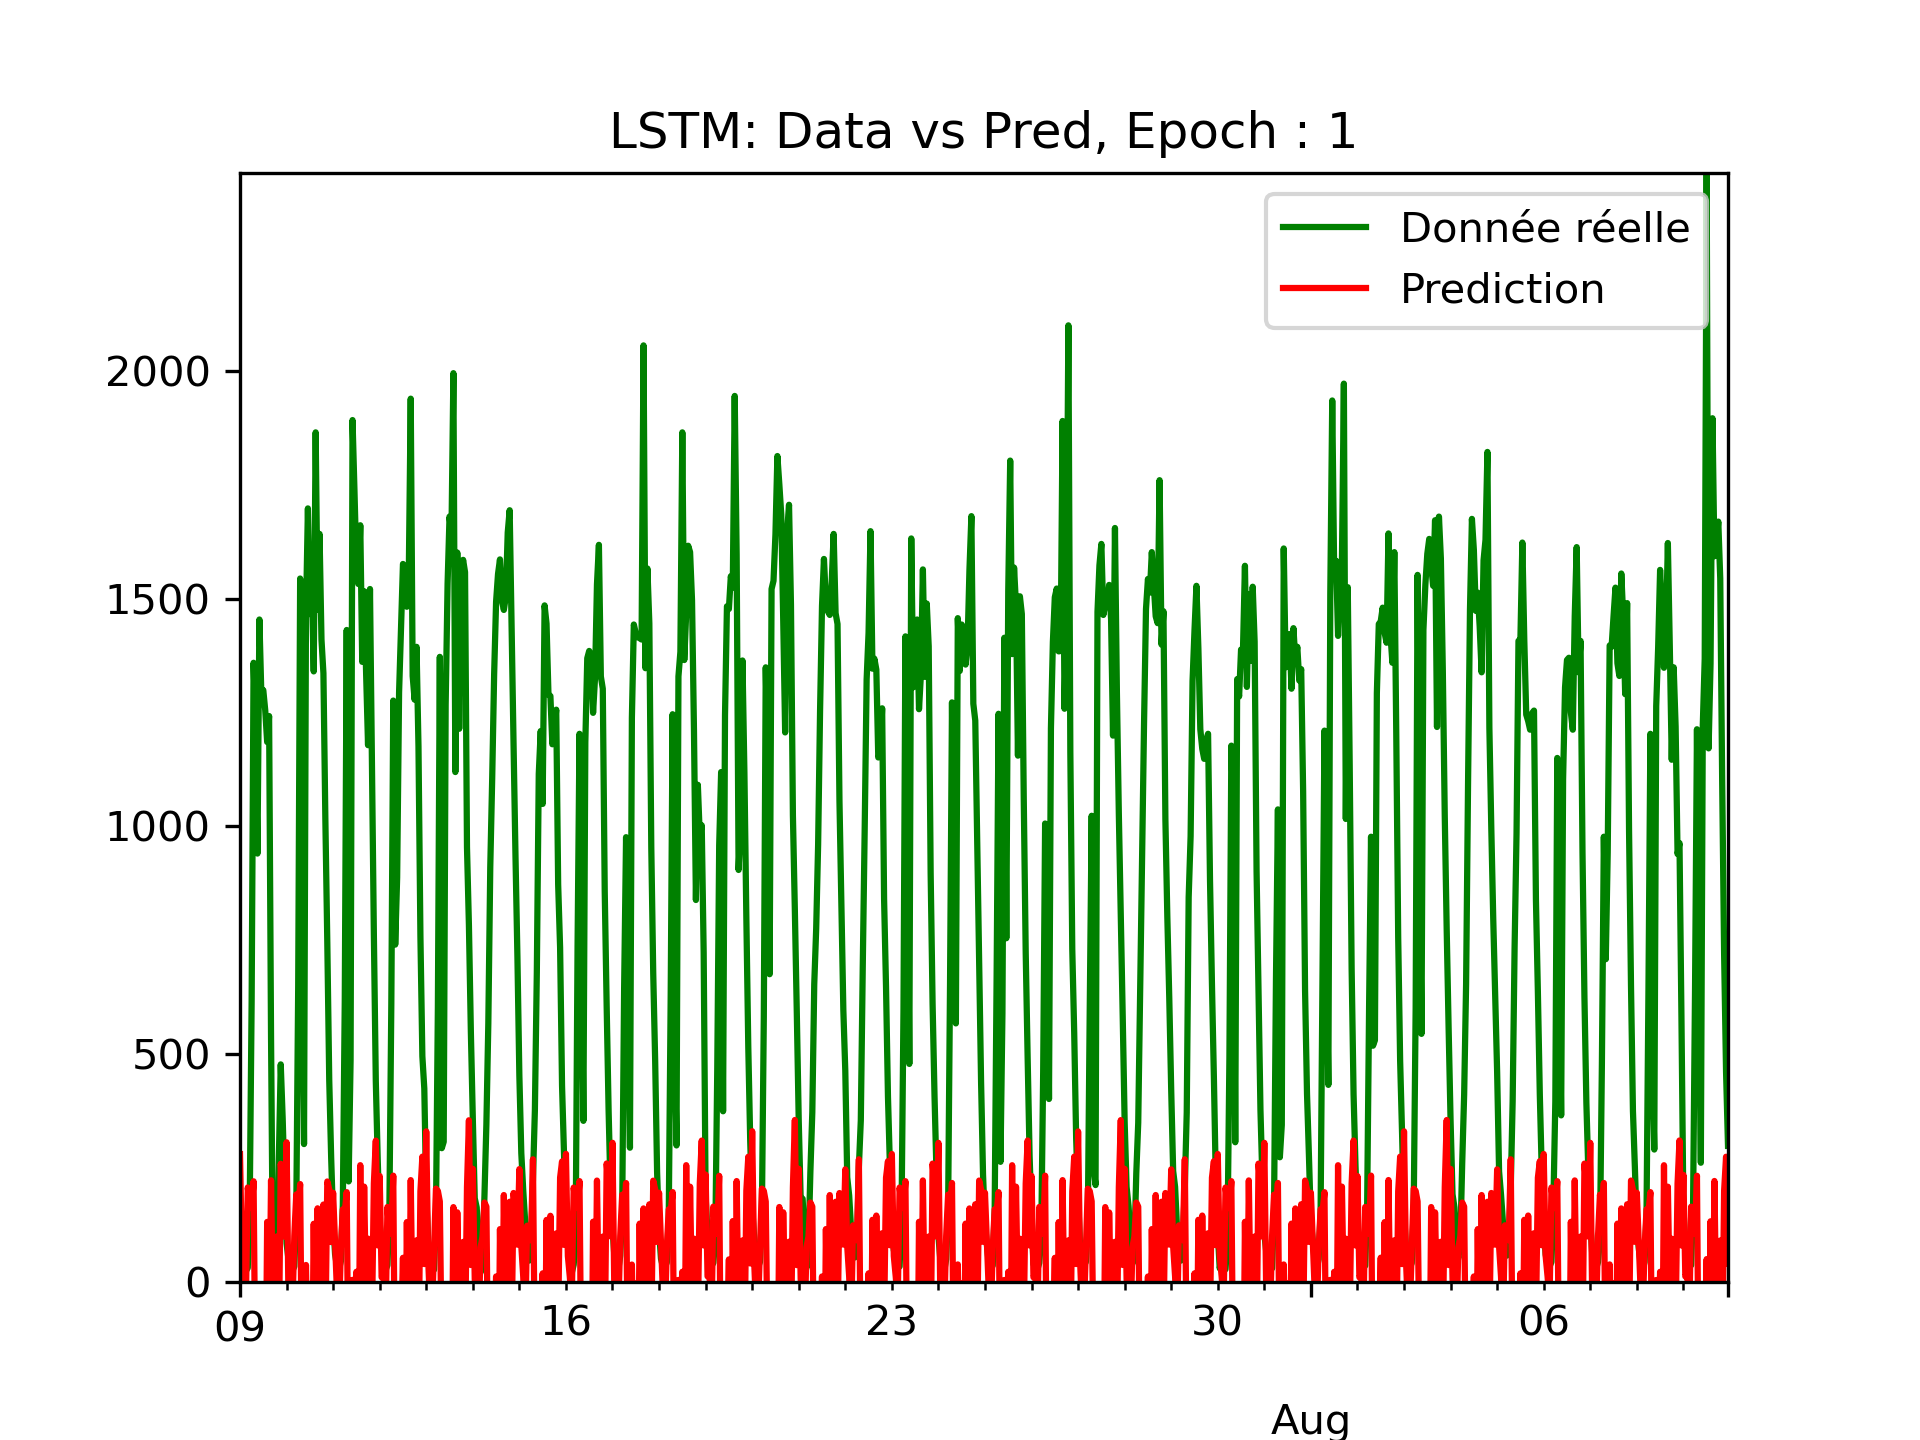 LSTM: Data vs Pred, Epoch : 1
Donnée réelle
Prediction
2000
1500
1000
500
0
09 16 23 30 06
Aug